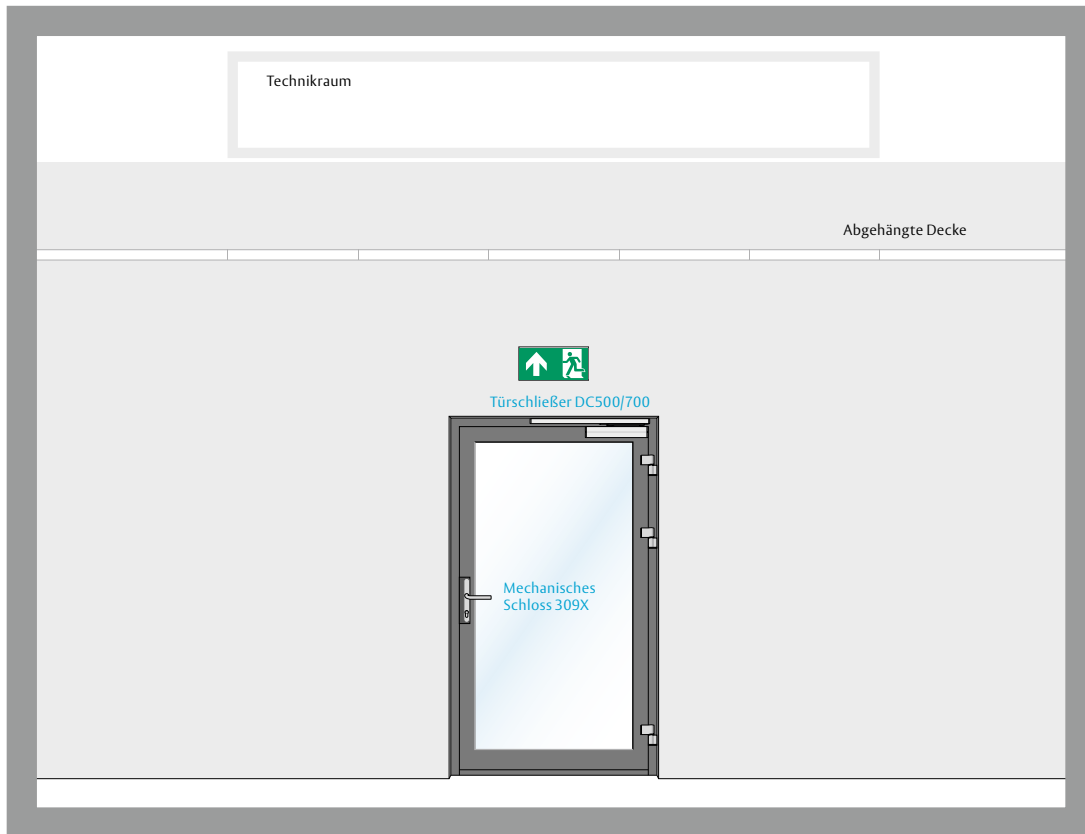 Technikraum
Abgehängte Decke
Türschließer DC500/700
Mechanisches
Schloss 309X